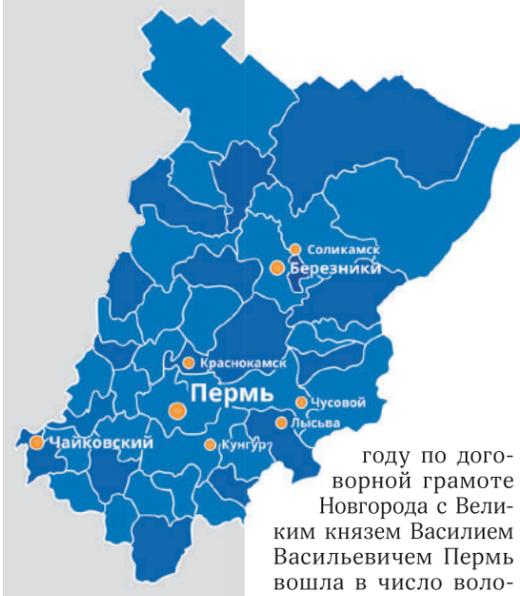 Соликамск
Березники
Краснокамск
Пермь
Чусовой
Лысьва
Чайковский
Кунгур
году по дого-
ворной грамоте
Новгорода с Вели-
ким князем Василием
Васильевичем Пермь
вошла в число воло-